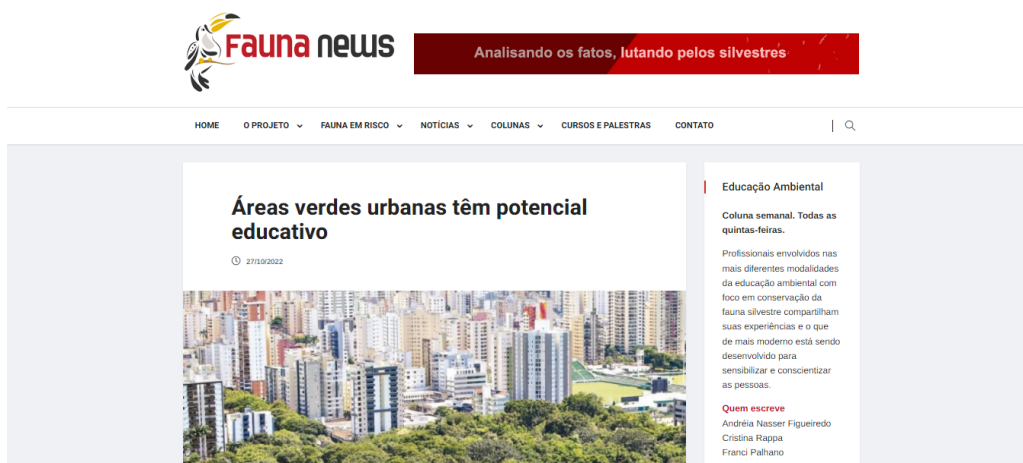 Fauna news
Analisando os fatos, lutando pelos silvestres
HOME O PROJETO FAUNA EM RISCO NOTÍCIAS COLUNAS CURSOS E PALESTRAS CONTATO
Áreas verdes urbanas têm potencial
educativo
27/10/2022
Educação Ambiental
Coluna semanal. Todas as
quintas-feiras.
Profissionais envolvidos nas
mais diferentes modalidades
da educação ambiental com
foco em conservação da
fauna silvestre compartilham
suas experiências e o que
de mais moderno está sendo
desenvolvido para
sensibilizar e conscientizar
as pessoas.
Quem escreve
Andréia Nasser Figueiredo
Cristina Rappa
Franci Palhano